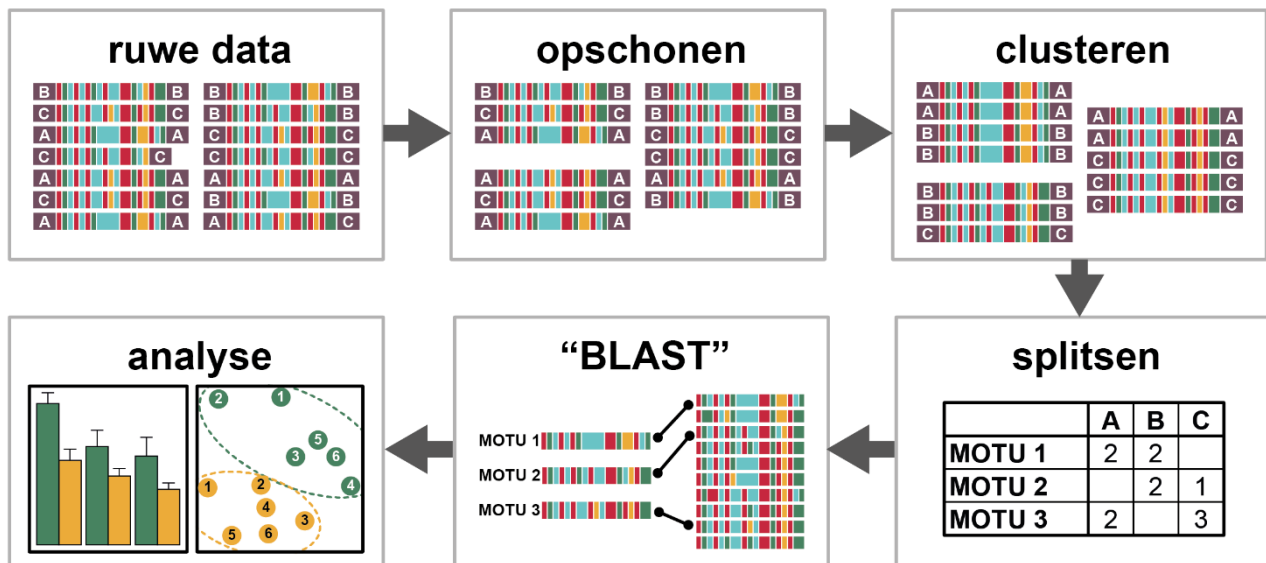 ruwe data
B B
C C
A A
C C
A A
C C
A A
B B
B B
C C
C C
A A
B B
A C
opschonen
B B
C C
A A
A A
C C
A A
B B
B B
C C
C C
A A
B B
clusteren
A A
A A
B B
B B
B B
B B
C C
A A
A A
C C
C C
C C
splitsen
A B C
MOTU 1 2 2
MOTU 2 2 1
MOTU 3 2 3
“BLAST”
MOTU 1
MOTU 2
MOTU 3
analyse
2 1
5
3 6
1 2 4
4
3
5 6